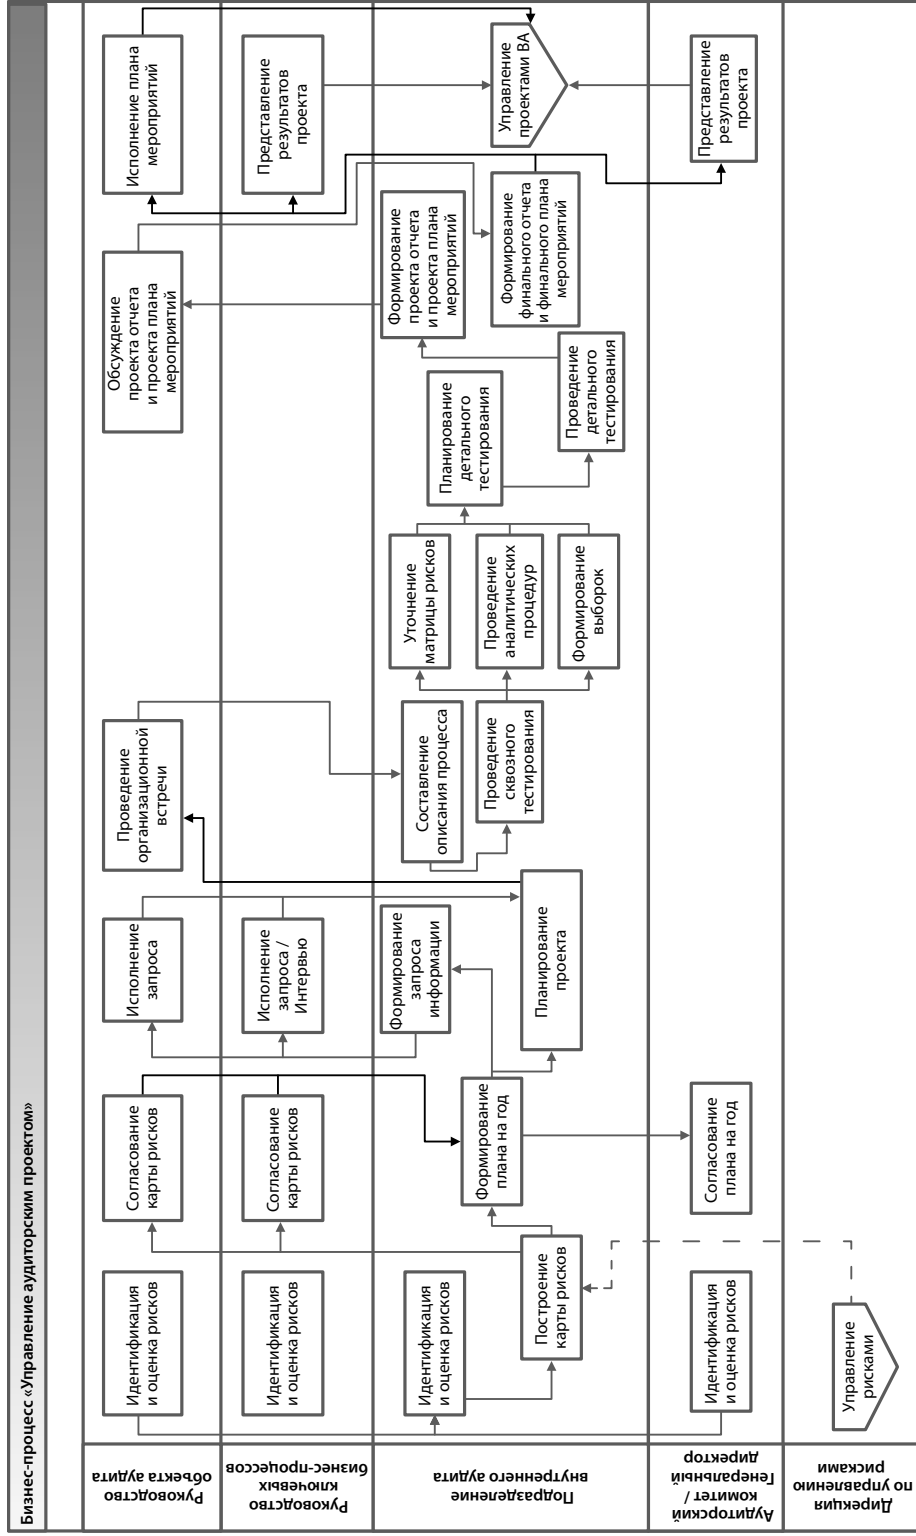 Бизнес-процесс «Управление аудиторским проектом»
Руководство
объекта аудита
Идентификация
и оценка рисков
Согласование
карты рисков
Исполнение
запроса
Проведение
организационной
встречи
Обсуждение
проекта отчета
и проекта плана
мероприятий
Исполнение плана
мероприятий
Руководство
ключевых
бизнес-процессов
Идентификация
и оценка рисков
Согласование
карты рисков
Исполнение
запроса /
Интервью
Представление
результатов
проекта
Подразделение
внутреннего аудита
Идентификация
и оценка рисков
Построение
карты рисков
Формирование
плана на год
Формирование
запроса
информации
Планирование
проекта
Составление
описания процесса
Проведение
сквозного
тестирования
Уточнение
матрицы рисков
Проведение
аналитических
процедур
Формирование
выборок
Планирование
детального
тестирования
Проведение
детального
тестирования
Формирование
проекта отчета
и проекта плана
мероприятий
Формирование
финального отчета
и финального плана
мероприятий
Управление
проектами ВА
Аудиторский
комитет /
Генеральный
директор
Идентификация
и оценка рисков
Согласование
плана на год
Представление
результатов
проекта
Дирекция
по управлению
рисками
Управление
рисками